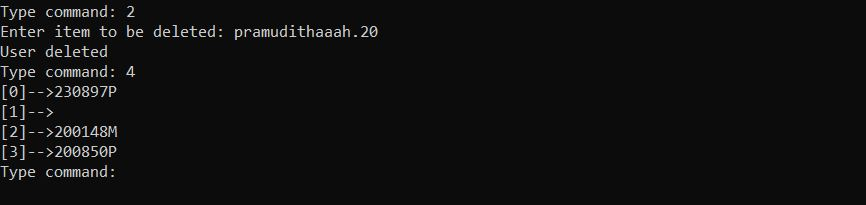 Type command: 2
Enter item to be deleted: pramudithaaah.20
User deleted
Type command: 4
[0]-->230897P
[1]-->
[2]-->200148M
[3]-->200850P
Type command: